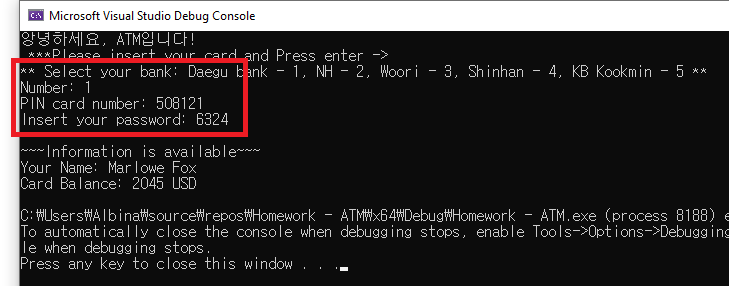 Microsoft Visual Studio Debug Console
안녕하세요, ATM입니다!
***Please insert your card and Press enter ->
** Select your bank: Daegu bank - 1, NH - 2, Woori - 3, Shinhan - 4, KB Kookmin - 5 **
Number: 1
PIN card number: 508121
Insert your password: 6324
~~~Information is available~~~
Your Name: Marlowe Fox
Card Balance: 2045 USD
C:₩Users₩Albina₩source₩repos₩Homework - ATM₩x64₩Debug₩Homework - ATM.exe (process 8188) e
To automatically close the console when debugging stops, enable Tools->Options->Debugging
le when debugging stops.
Press any key to close this window . . .